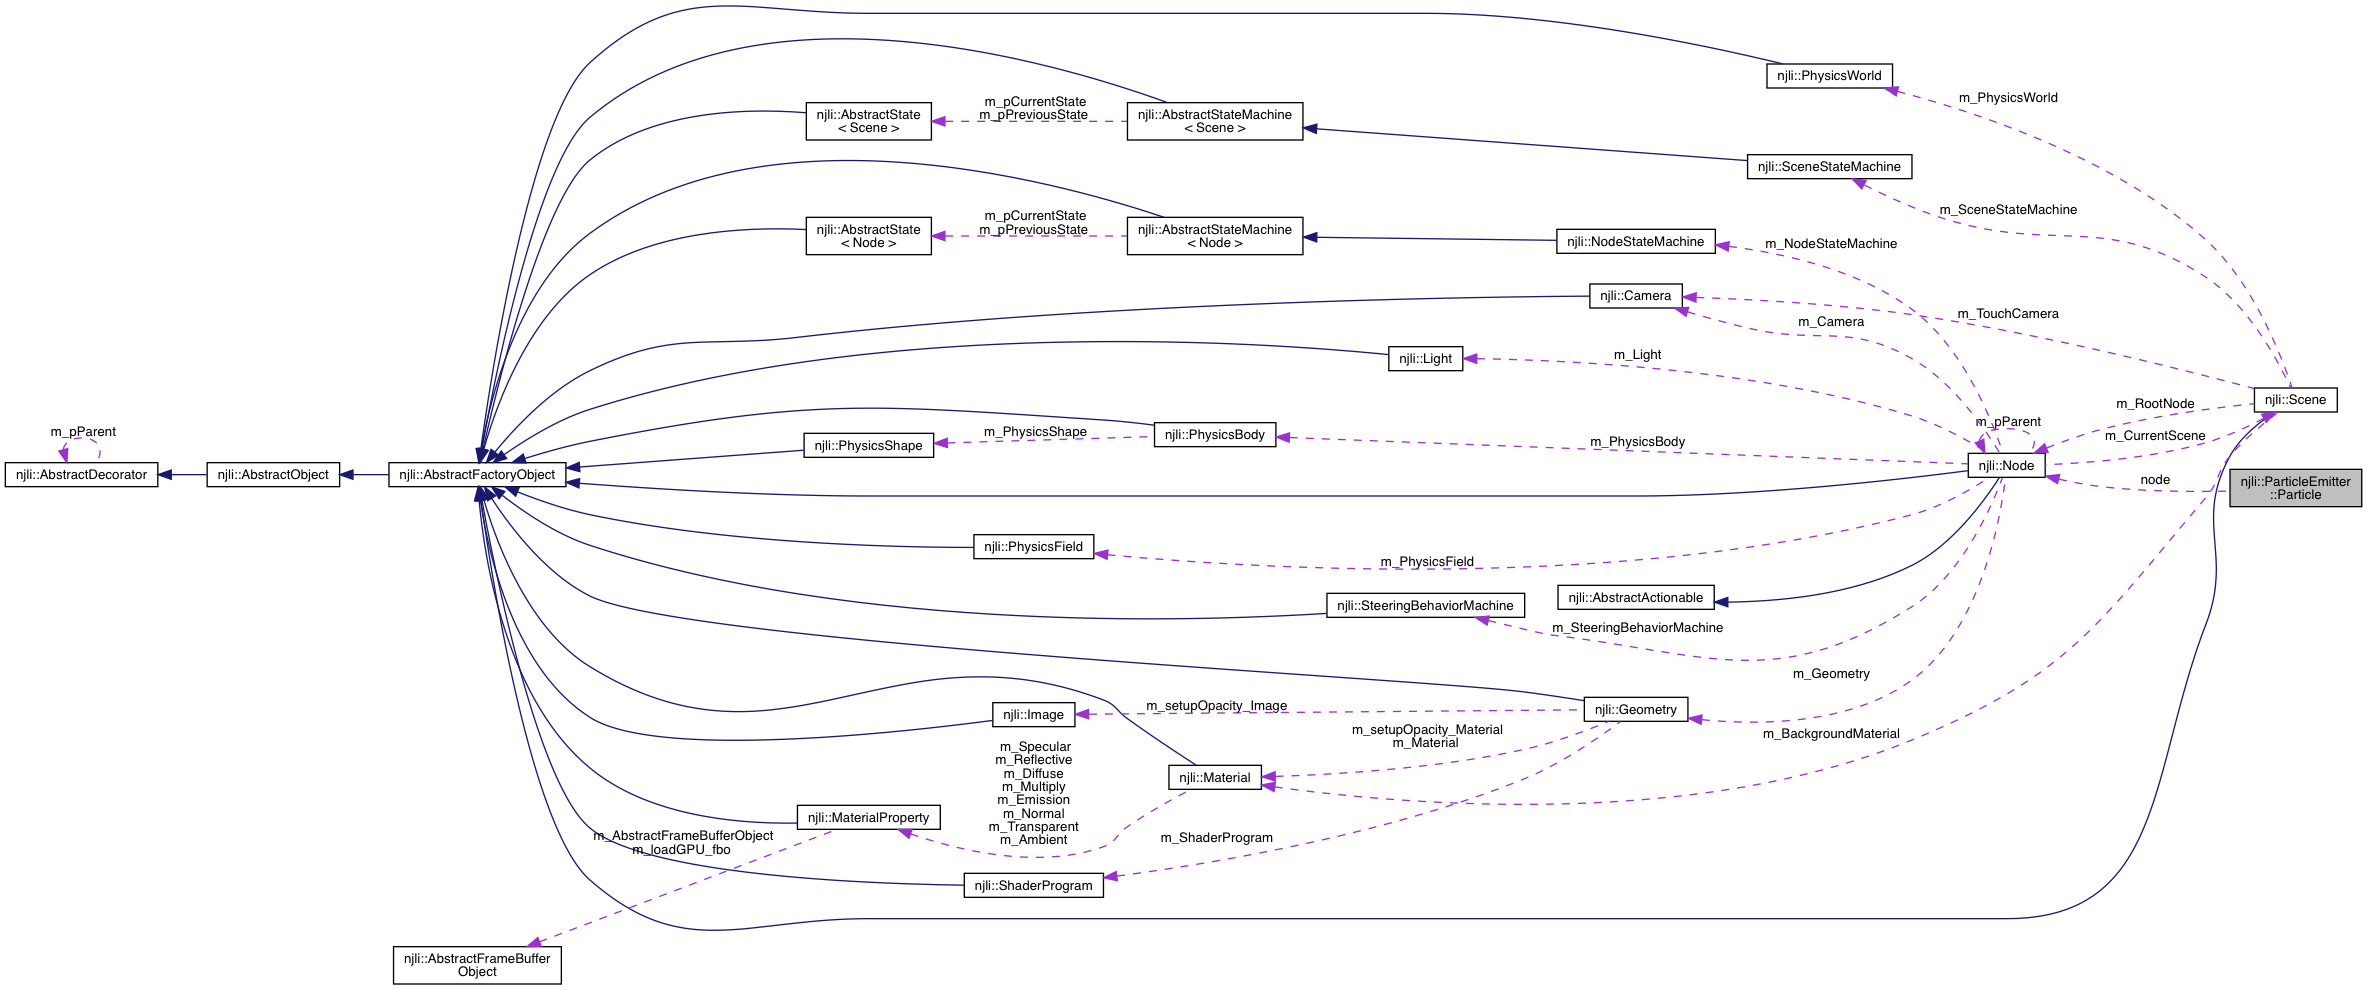 njli::PhysicsWorld
m_PhysicsWorld
m_pCurrentState
m_pPreviousState
njli::AbstractState
< Scene >
njli::AbstractStateMachine
< Scene >
njli::SceneStateMachine
m_SceneStateMachine
m_pCurrentState
m_pPreviousState
njli::AbstractState
< Node >
njli::AbstractStateMachine
< Node >
njli::NodeStateMachine
m_NodeStateMachine
njli::Camera
m_TouchCamera
m_Camera
njli::Light
m_Light
njli::Scene
m_RootNode
m_pParent
m_CurrentScene
m_pParent
njli::PhysicsShape
m_PhysicsShape
njli::PhysicsBody
m_PhysicsBody
njli::AbstractDecorator
njli::AbstractObject
njli::AbstractFactoryObject
njli::Node
node
njli::ParticleEmitter
::Particle
njli::PhysicsField
m_PhysicsField
njli::AbstractActionable
njli::SteeringBehaviorMachine
m_SteeringBehaviorMachine
m_Geometry
njli::Image
m_setupOpacity_Image
njli::Geometry
m_setupOpacity_Material
m_Material
m_BackgroundMaterial
m_Specular
m_Reflective
m_Diffuse
m_Multiply
m_Emission
m_Normal
m_Transparent
m_Ambient
njli::Material
njli::MaterialProperty
m_AbstractFrameBufferObject
m_loadGPU_fbo
m_ShaderProgram
njli::ShaderProgram
njli::AbstractFrameBuffer
Object